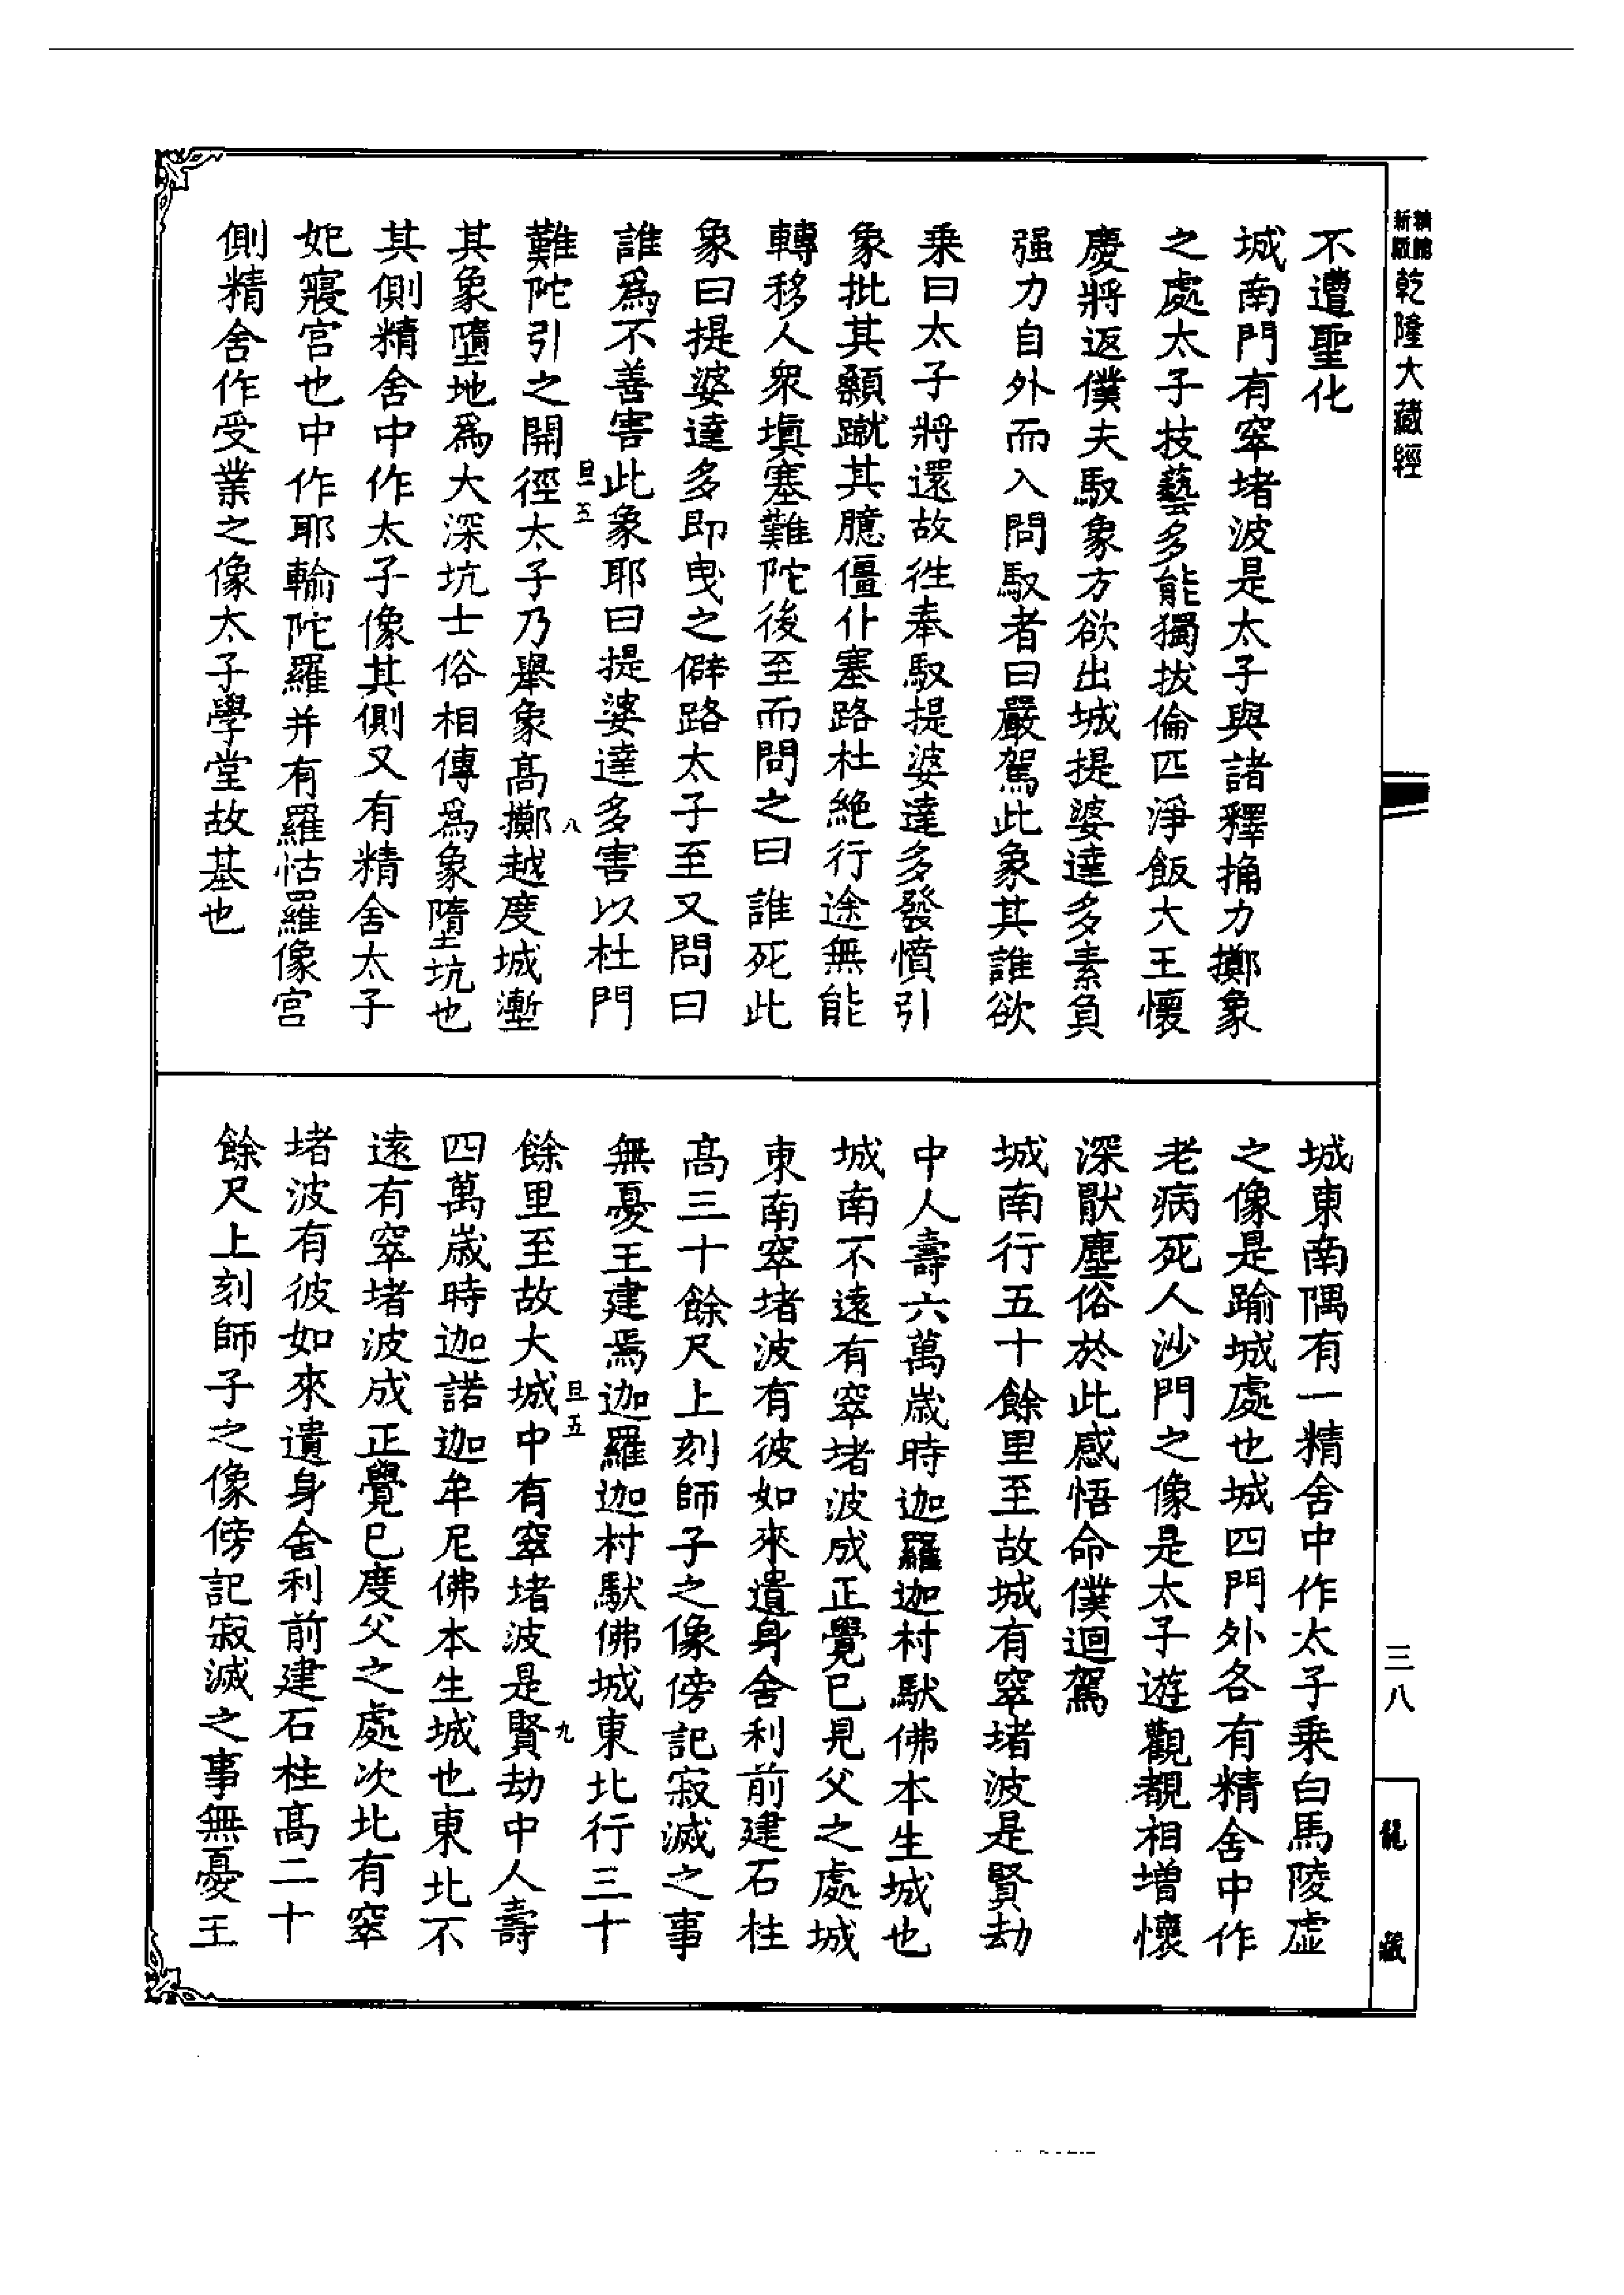 新版
精體
乾隆大藏經
不遭聖化
城南門有窣堵波是太子與諸釋捔力擲象
之處太子技藝多能獨拔倫匹淨飯大王懷
慶將返僕夫馭象方欲出城提婆達多素負
强力自外而入問馭者曰嚴駕此象其誰欲
乗曰太子將還故徃奉馭提婆達多發憤引
象批其顙蹴其臆僵仆塞路杜絶行途無能
轉移人衆塡塞難陀後至而問之曰誰死此
象曰提婆達多即曳之僻路太子至又問曰
誰爲不善害此象耶曰提婆達多害以杜門
旦五
八
難陀引之開徑太子乃舉象髙擲越度城塹
其象墮地爲大深坑士俗相傳爲象墮坑也
其側精舍中作太子像其側又有精舍太子
妃寢宮也中作耶輸陀羅并有羅怙羅像宮
側精舍作受業之像太子學堂故基也
城東南隅有一精舍中作太子乗白馬陵虛
之像是踰城處也城四門外各有精舍中作
老病死人沙門之像是太子遊觀覩相增懷
深猒塵俗於此感悟命僕迴駕
城南行五十餘里至故城有窣堵波是賢劫
中人壽六萬歲時迦羅迦村馱佛本生城也
城南不遠有窣堵波成正覺已見父之處城
東南窣堵波有彼如來遺身舍利前建石柱
髙三十餘尺上刻師子之像傍記寂滅之事
無憂王建焉迦羅迦村馱佛城東北行三十
旦五
九
餘里至故大城中有窣堵波是賢劫中人壽
四萬歲時迦諾迦牟尼佛本生城也東北不
遠有窣堵波成正覺已度父之處次北有窣
堵波有彼如來遺身舍利前建石柱髙二十
餘尺上刻師子之像傍記寂滅之事無憂王
三八
龍藏